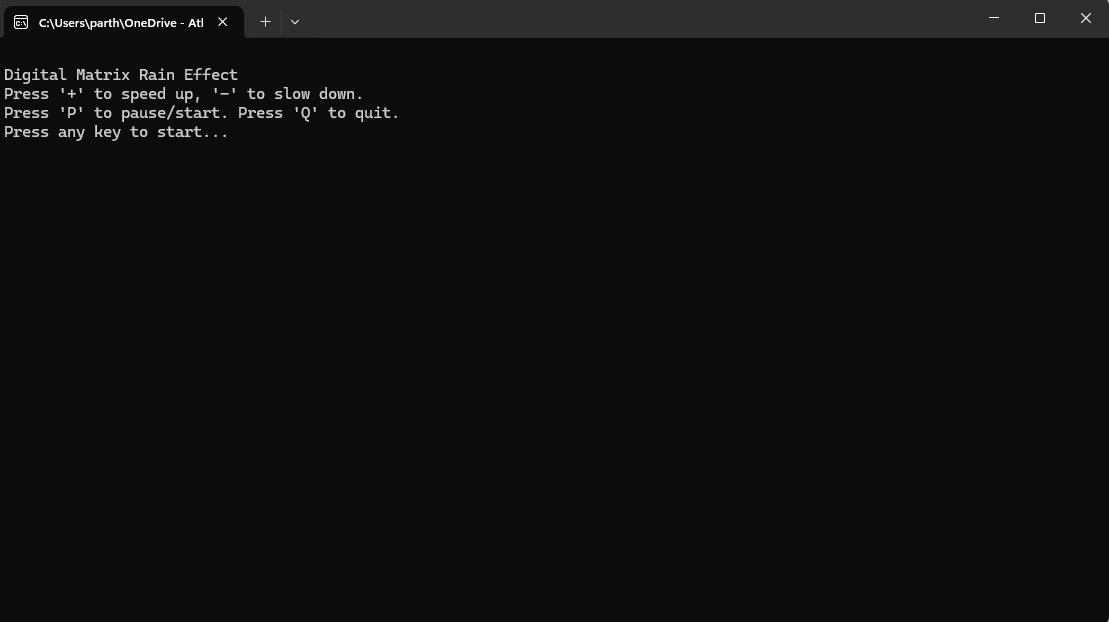 C:\Users\parth\OneDrive - Atl
Digital Matrix Rain Effect
Press '+' to speed up, '-' to slow down.
Press 'P' to pause/start. Press 'Q' to quit.
Press any key to start...